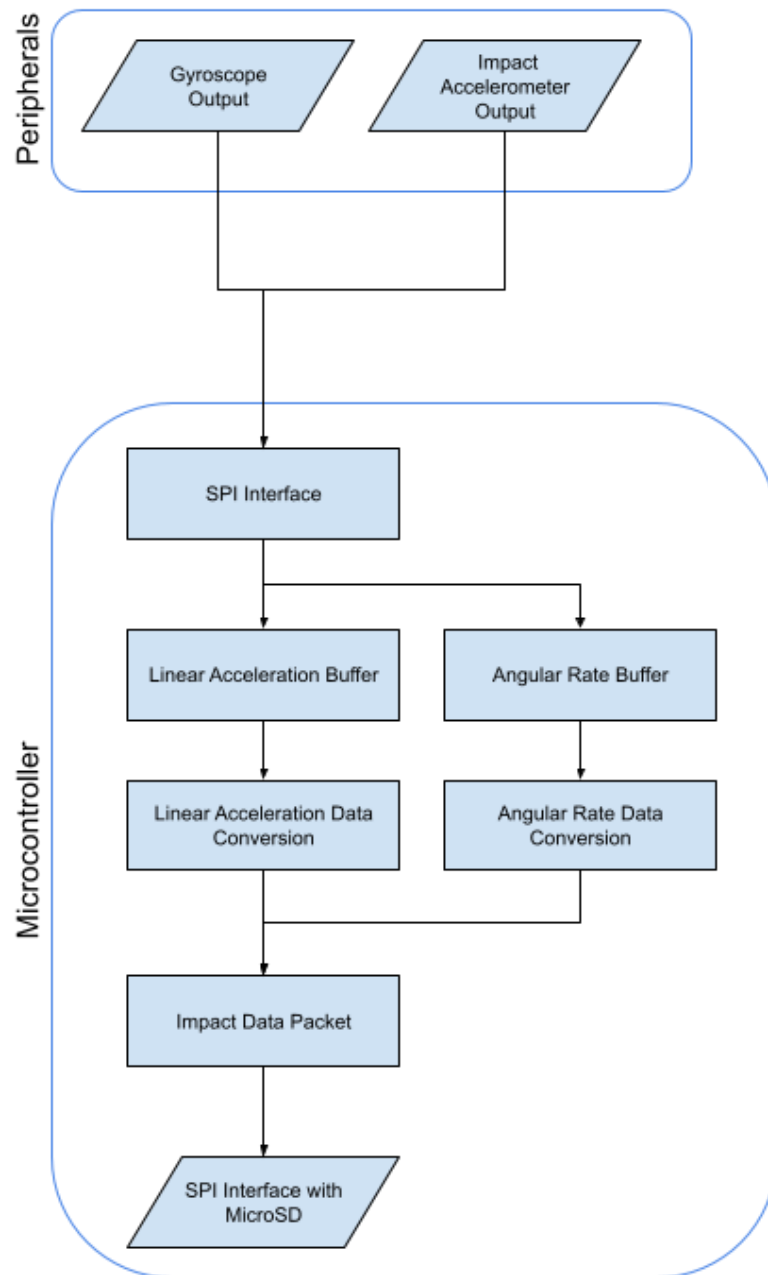 Peripherals
Gyroscope
Output
Impact
Accelerometer
Output
Microcontroller
SPI Interface
Linear Acceleration Buffer
Angular Rate Buffer
Linear Acceleration Data
Conversion
Angular Rate Data
Conversion
Impact Data Packet
SPI Interface with
MicroSD